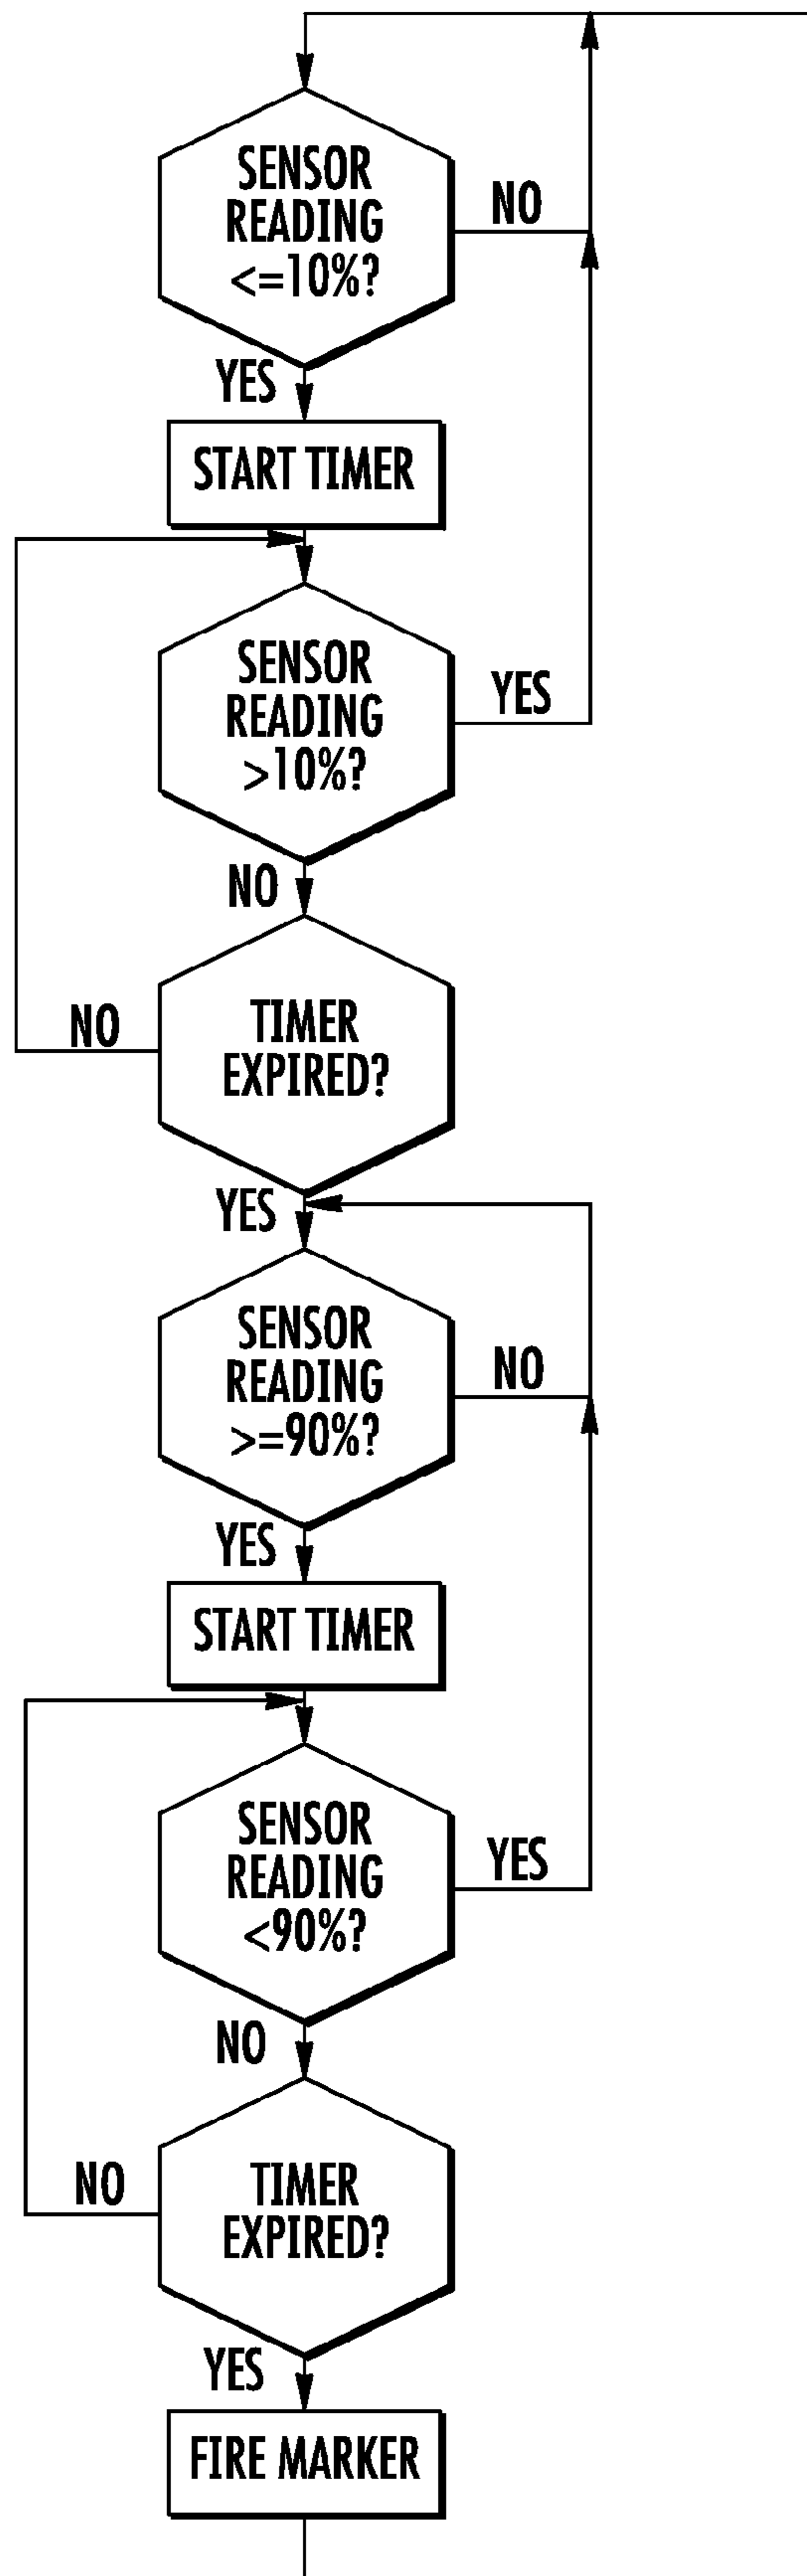 SENSOR
READING
<=10%?
NO
YES
START TIMER
SENSOR
READING
>10%?
YES
NO
TIMER
EXPIRED?
NO
YES
SENSOR
READING
>=90%?
NO
YES
START TIMER
SENSOR
READING
<90%?
YES
NO
TIMER
EXPIRED?
NO
YES
FIRE MARKER